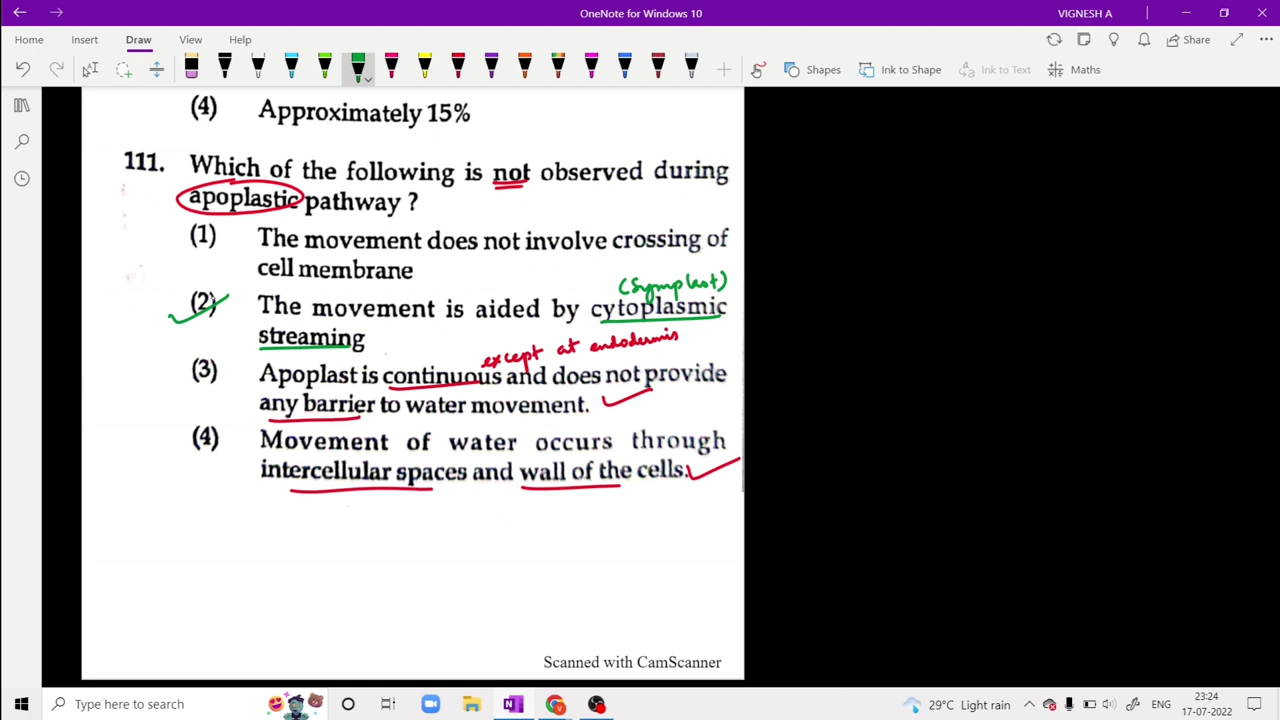 OneNote for Windows 10
VIGNESH A
Home Insert Draw View Help
Share
Shapes
Ink to Shape
Ink to Text
Maths
(4) Approximately 15%
111. Which of the following is not observed during
apoplastic pathway ?
(1) The movement does not involve crossing of
cell membrane
(Symplast)
(2) The movement is aided by cytoplasmic
streaming
except at endodermis
(3) Apoplast is continuous and does not provide
any barrier to water movement.
(4) Movement of water occurs through
intercellular spaces and wall of the cells.
Scanned with CamScanner
Type here to search
29°C Light rain
ENG
23:24
17-07-2022